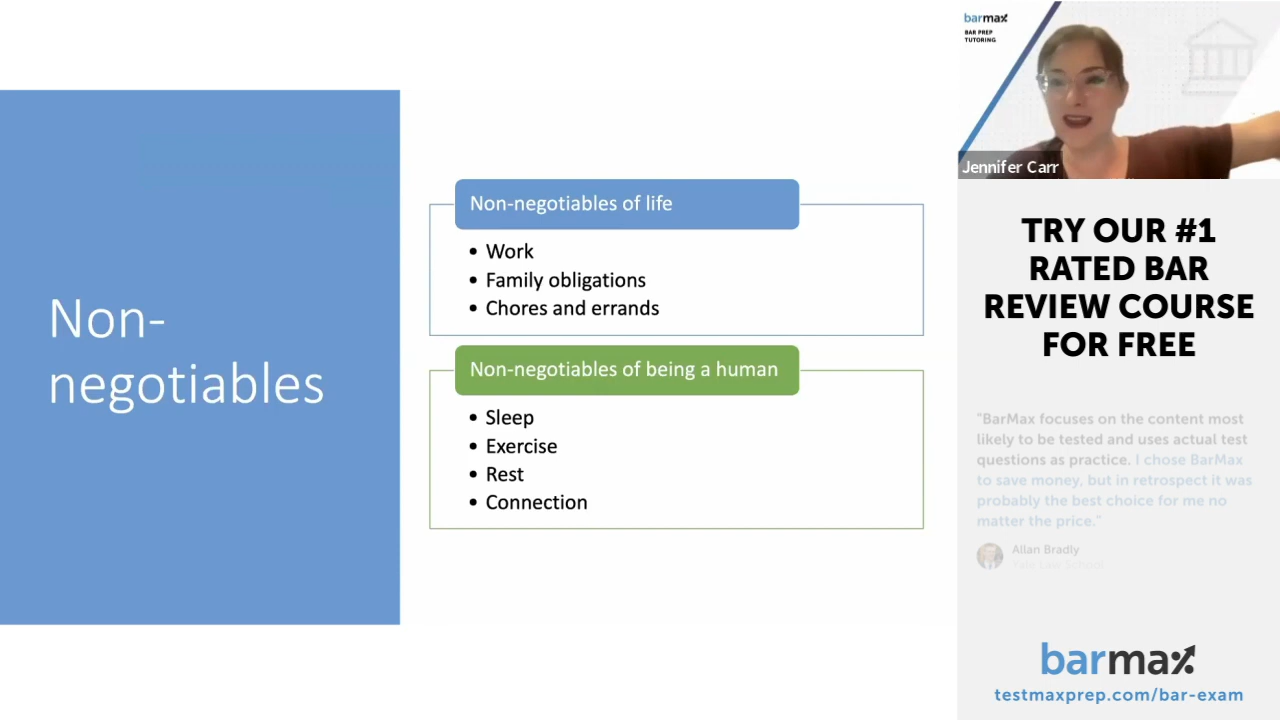 Non-
negotiables
Non-negotiables of life
• Work
• Family obligations
• Chores and errands
Non-negotiables of being a human
• Sleep
• Exercise
• Rest
• Connection
barmax
BAR PREP
TUTORING
Jennifer Carr
TRY OUR #1
RATED BAR
REVIEW COURSE
FOR FREE
"BarMax focuses on the content most
likely to be tested and uses actual test
questions as practice. I chose BarMax
to save money, but in retrospect it was
probably the best choice for me no
matter the price."
Allan Bradly
Yale Law School
barmax
testmaxprep.com/bar-exam